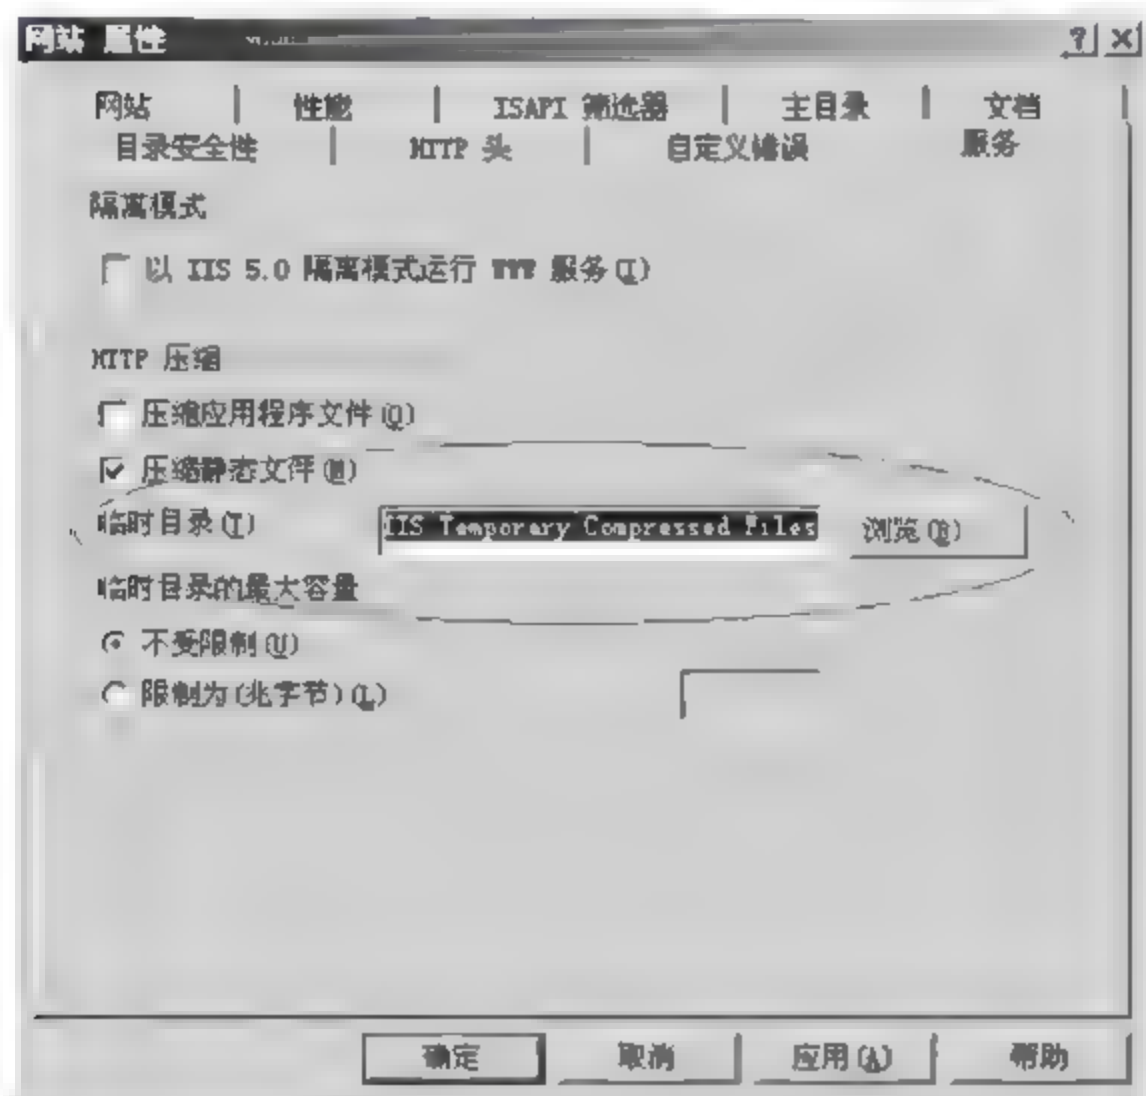 网站 属性
网站 性能 ISAPI 筛选器 主目录 文档
目录安全性 HTTP 头 自定义错误 服务
隔离模式
以 IIS 5.0 隔离模式运行 WWW 服务(I)
HTTP 压缩
压缩应用程序文件(O)
压缩静态文件(M)
临时目录(T) IIS Temporary Compressed Files 浏览(B)
临时目录的最大容量
不受限制(U)
限制为(兆字节)(L)
确定 取消 应用(A) 帮助